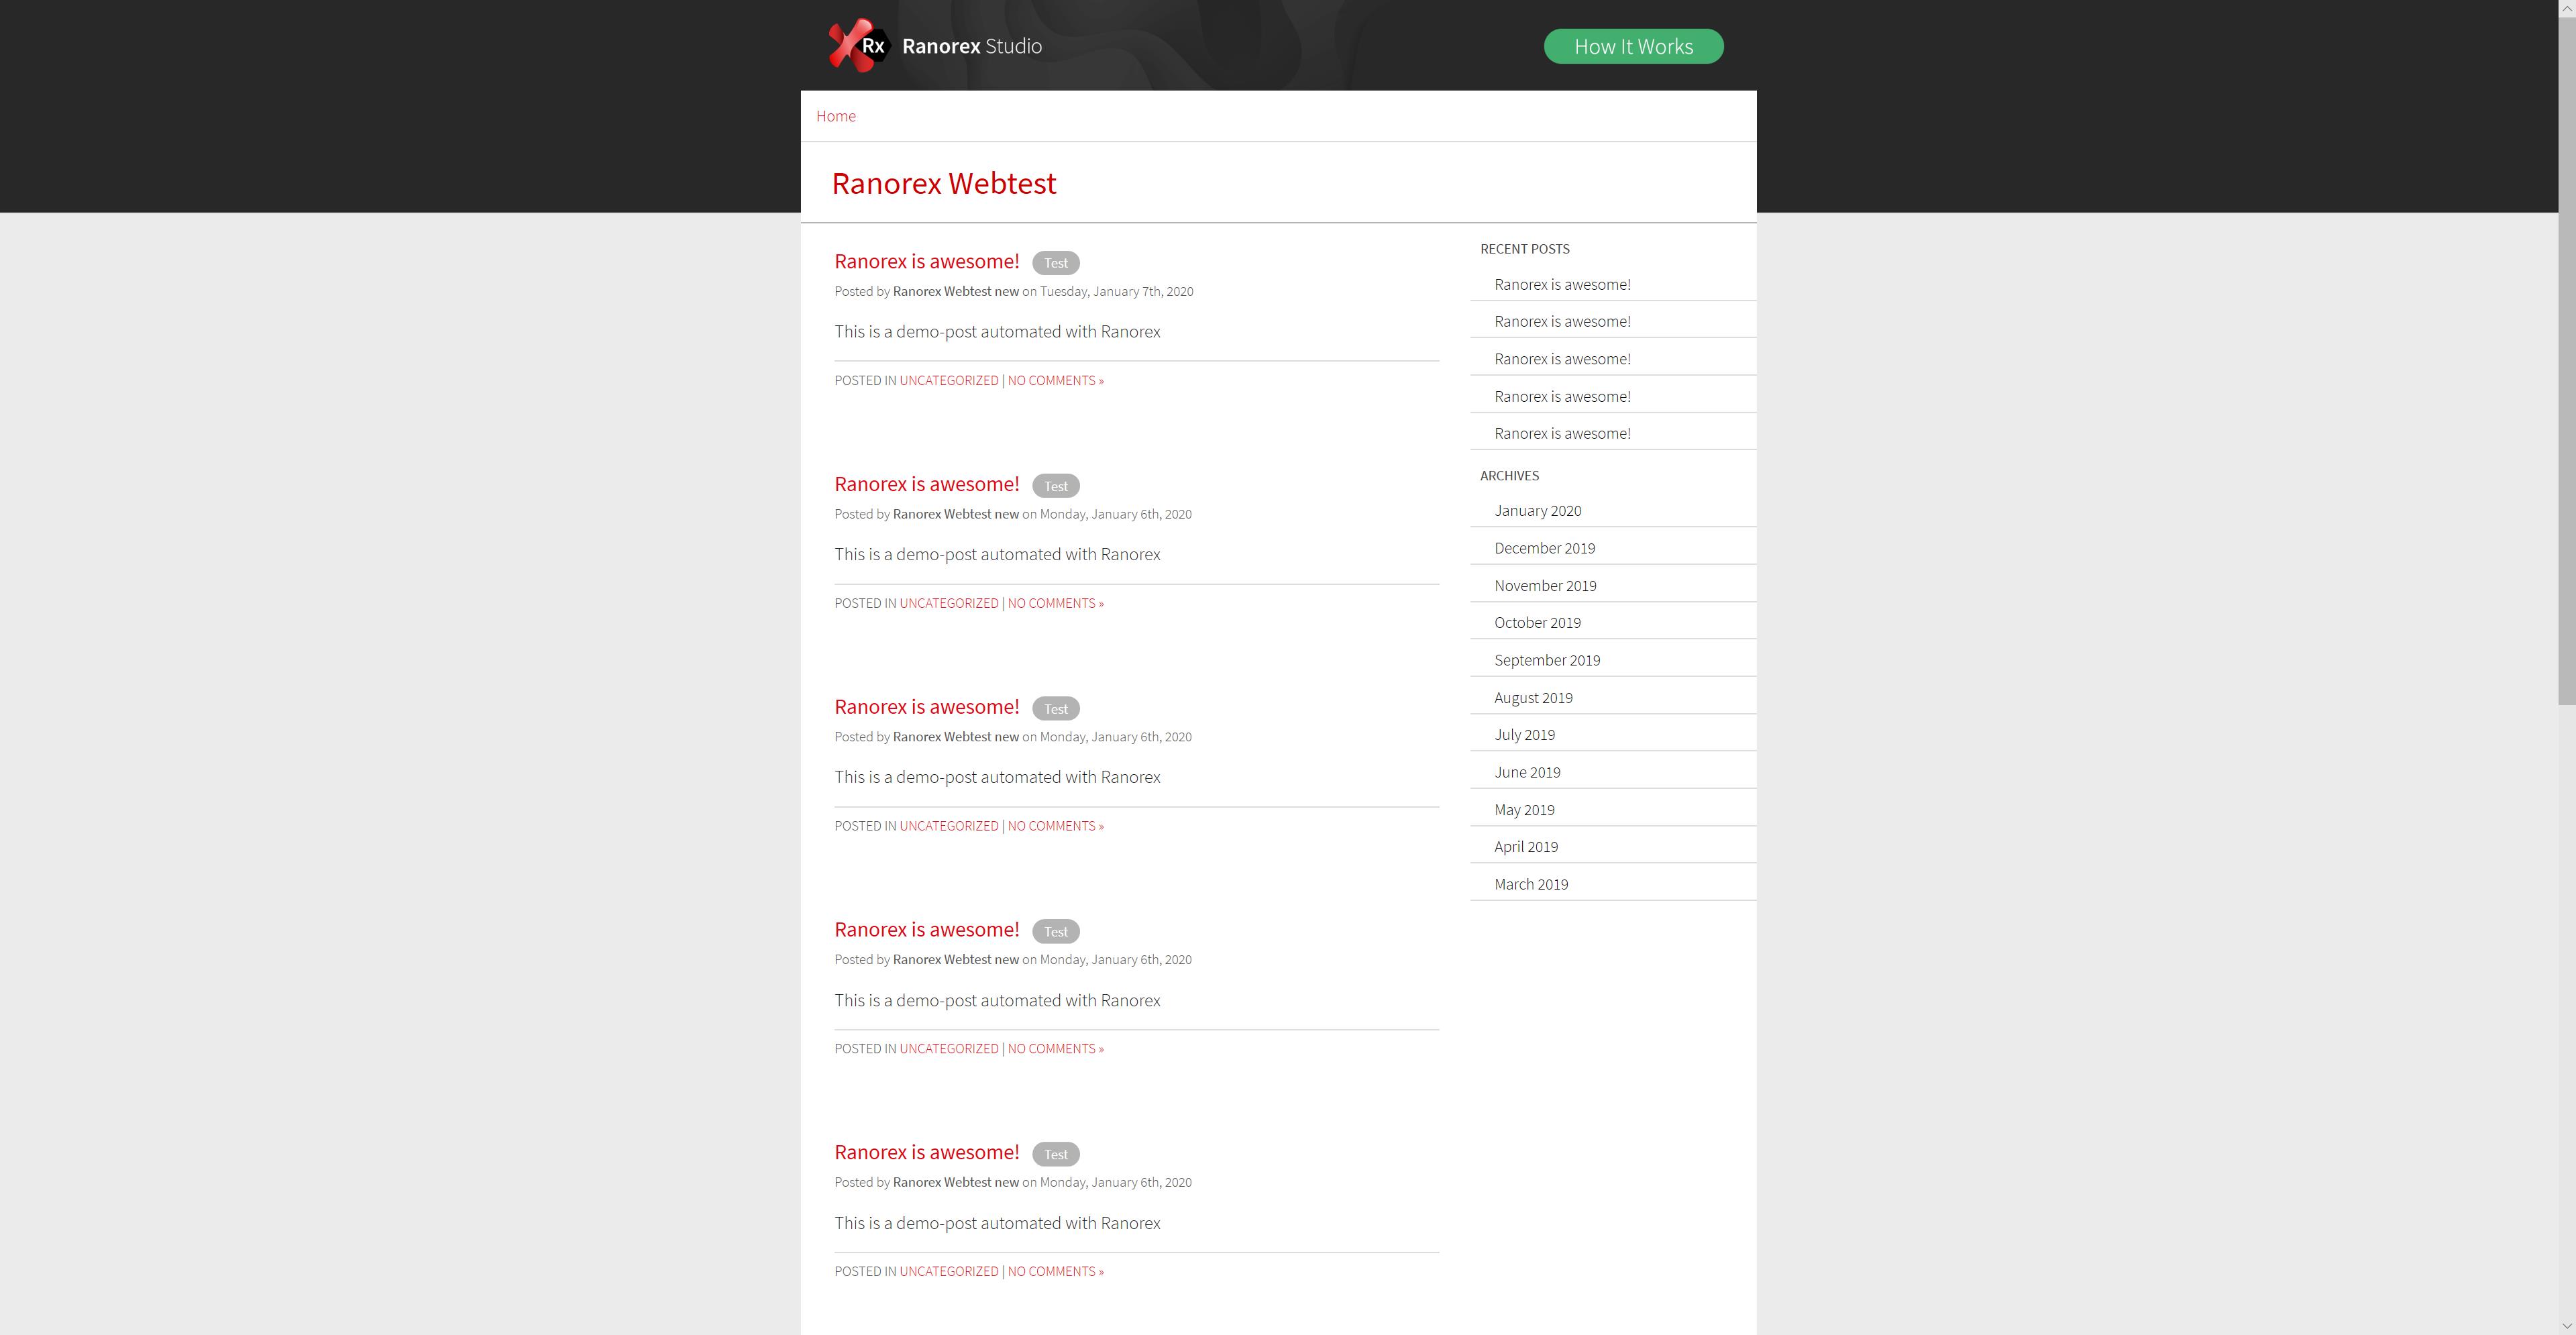 Rx Ranorex Studio
How It Works
Home
Ranorex Webtest
Ranorex is awesome! Test
Posted by Ranorex Webtest new on Tuesday, January 7th, 2020
This is a demo-post automated with Ranorex
POSTED IN UNCATEGORIZED | NO COMMENTS »
Ranorex is awesome! Test
Posted by Ranorex Webtest new on Monday, January 6th, 2020
This is a demo-post automated with Ranorex
POSTED IN UNCATEGORIZED | NO COMMENTS »
Ranorex is awesome! Test
Posted by Ranorex Webtest new on Monday, January 6th, 2020
This is a demo-post automated with Ranorex
POSTED IN UNCATEGORIZED | NO COMMENTS »
Ranorex is awesome! Test
Posted by Ranorex Webtest new on Monday, January 6th, 2020
This is a demo-post automated with Ranorex
POSTED IN UNCATEGORIZED | NO COMMENTS »
Ranorex is awesome! Test
Posted by Ranorex Webtest new on Monday, January 6th, 2020
This is a demo-post automated with Ranorex
POSTED IN UNCATEGORIZED | NO COMMENTS »
RECENT POSTS
Ranorex is awesome!
Ranorex is awesome!
Ranorex is awesome!
Ranorex is awesome!
Ranorex is awesome!
ARCHIVES
January 2020
December 2019
November 2019
October 2019
September 2019
August 2019
July 2019
June 2019
May 2019
April 2019
March 2019